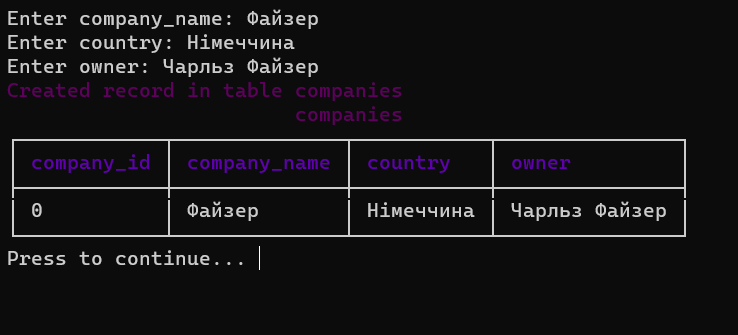 Enter company_name: Файзер
Enter country: Німеччина
Enter owner: Чарльз Файзер
Created record in table companies
companies
company_id company_name country owner
0 Файзер Німеччина Чарльз Файзер
Press to continue...